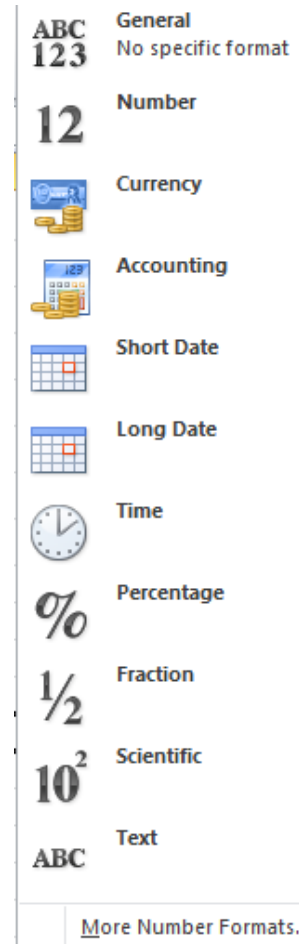 ABC
123
General
No specific format
12
Number
Currency
123
Accounting
Short Date
Long Date
Time
%
Percentage
1/2
Fraction
10²
Scientific
ABC
Text
More Number Formats.